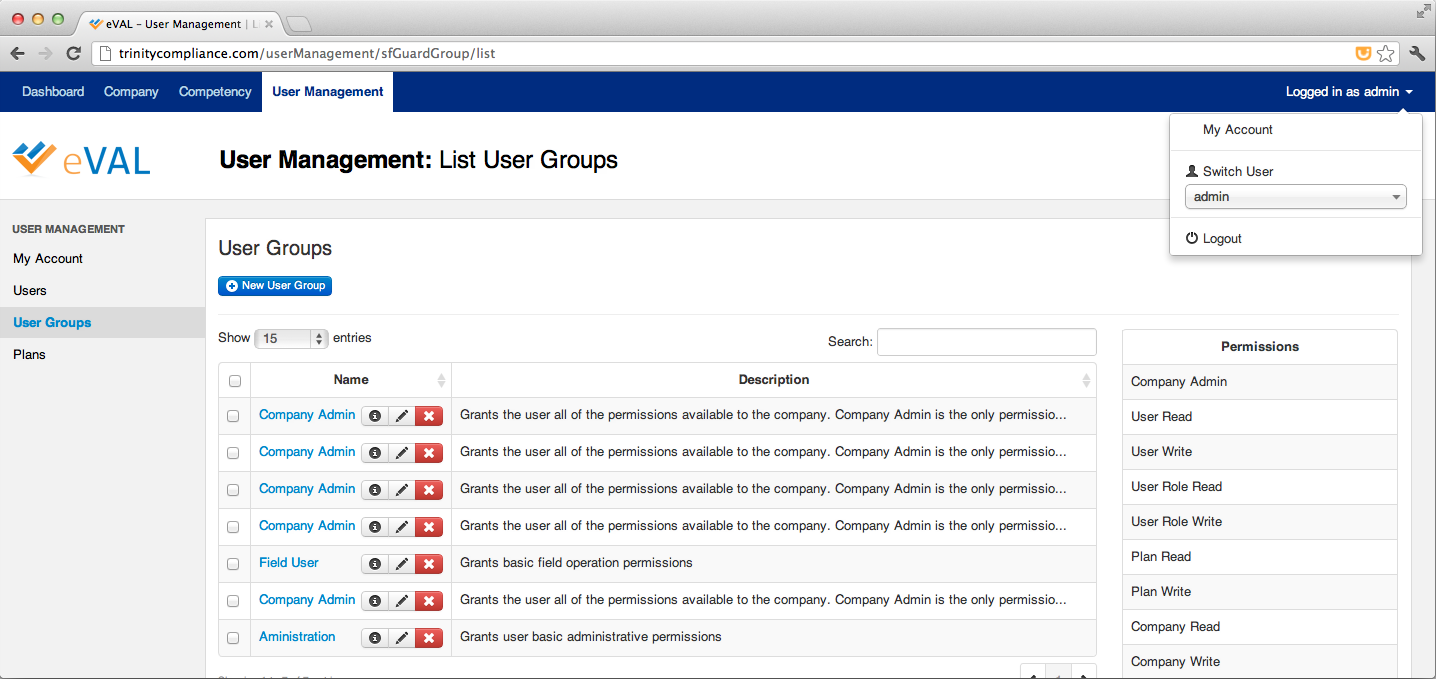 eVAL - User Management | L
trinitycompliance.com/userManagement/sfGuardGroup/list
Dashboard Company Competency User Management Logged in as admin
My Account
Switch User
admin
Logout
eVAL
User Management: List User Groups
USER MANAGEMENT
My Account
Users
User Groups
Plans
User Groups
New User Group
Show 15 entries
Search:
Name Description
Company Admin Grants the user all of the permissions available to the company. Company Admin is the only permissio...
Company Admin Grants the user all of the permissions available to the company. Company Admin is the only permissio...
Company Admin Grants the user all of the permissions available to the company. Company Admin is the only permissio...
Company Admin Grants the user all of the permissions available to the company. Company Admin is the only permissio...
Field User Grants basic field operation permissions
Company Admin Grants the user all of the permissions available to the company. Company Admin is the only permissio...
Aministration Grants user basic administrative permissions
Permissions
Company Admin
User Read
User Write
User Role Read
User Role Write
Plan Read
Plan Write
Company Read
Company Write